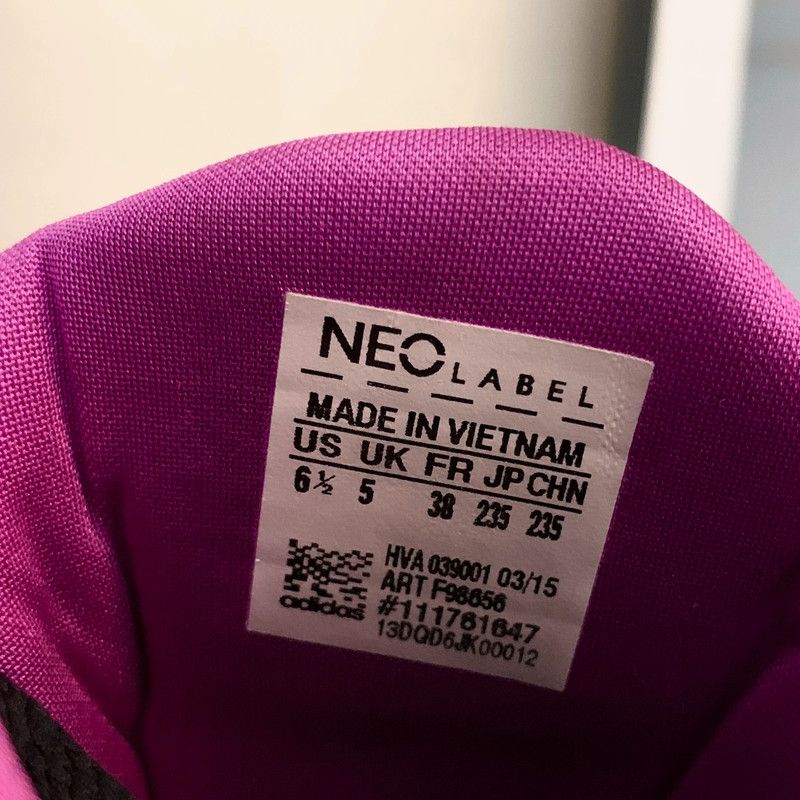 NEO LABEL
MADE IN VIETNAM
US UK FR JP CHN
6½ 5 38 235 235
HVA 039001 03/15
ART F98656
#111761647
13DQD6JK00012
adidas